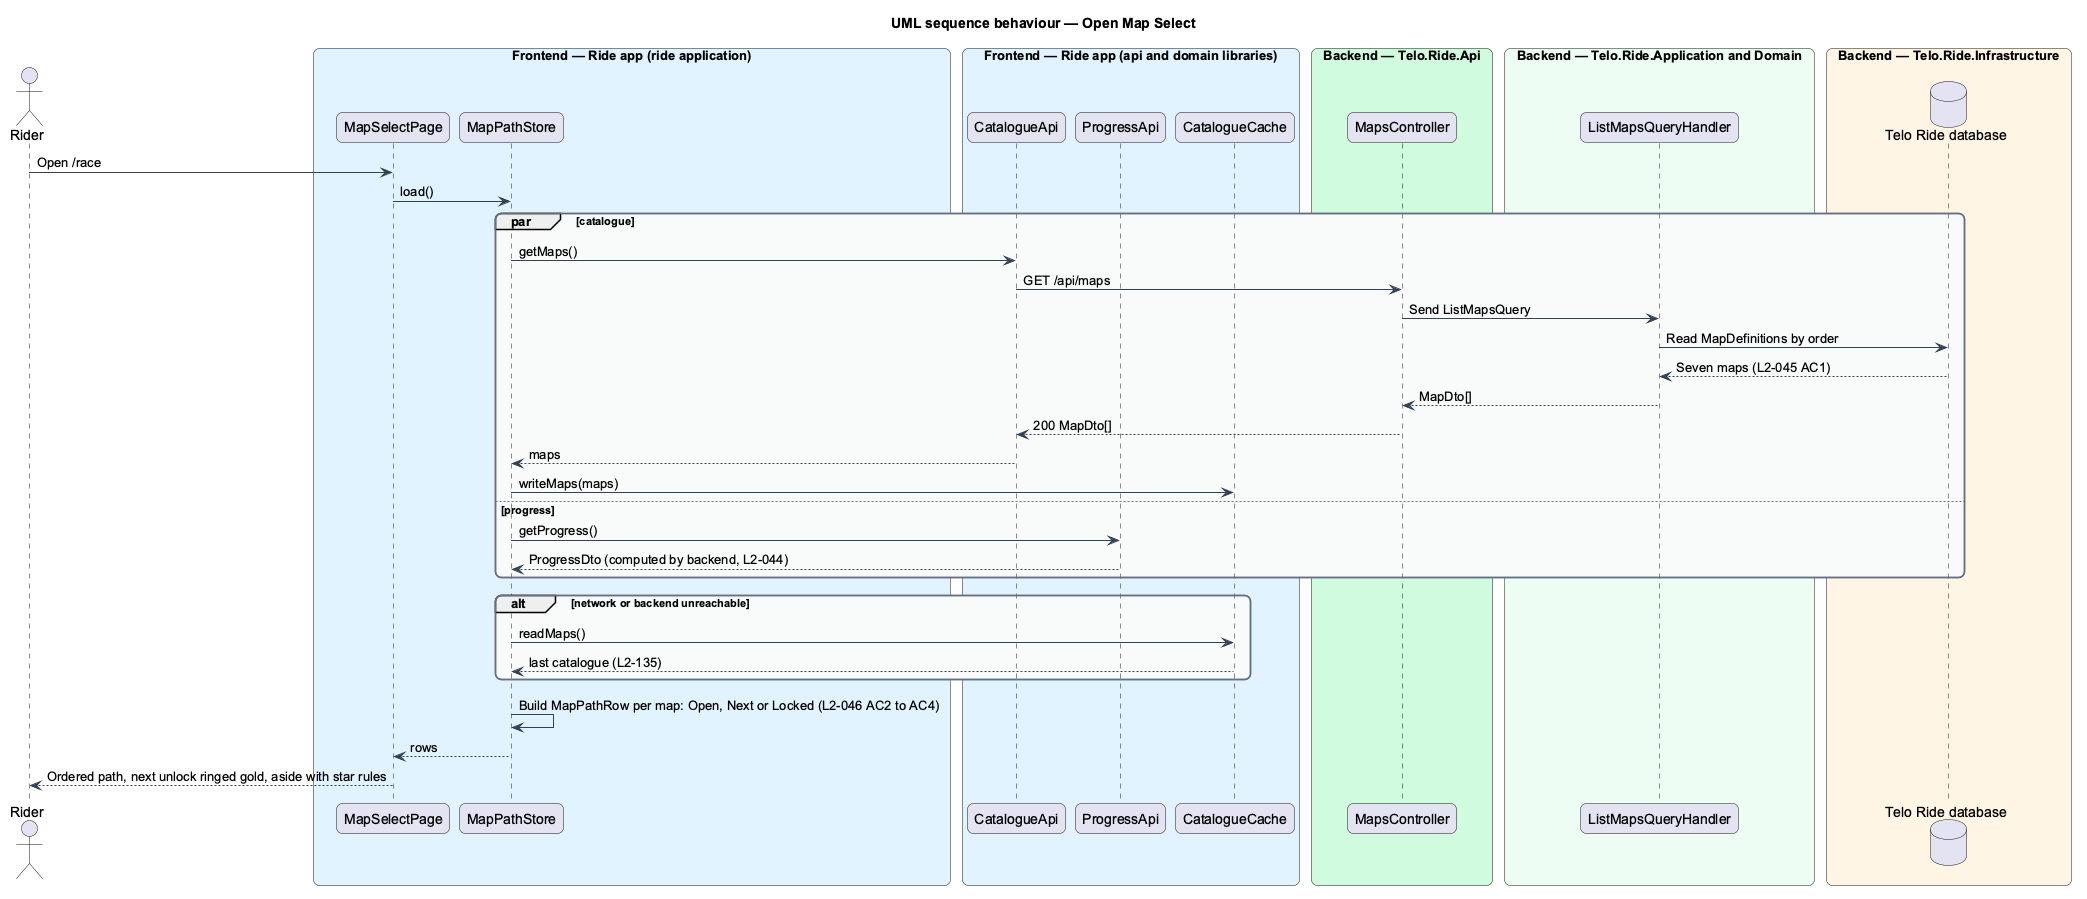 UML sequence behaviour — Open Map Select
Frontend — Ride app (ride application)
Frontend — Ride app (api and domain libraries)
Backend — Telo.Ride.Api
Backend — Telo.Ride.Application and Domain
Backend — Telo.Ride.Infrastructure
Rider
MapSelectPage
MapPathStore
CatalogueApi
ProgressApi
CatalogueCache
MapsController
ListMapsQueryHandler
Telo Ride database
Open /race
load()
par
[catalogue]
getMaps()
GET /api/maps
Send ListMapsQuery
Read MapDefinitions by order
Seven maps (L2-045 AC1)
MapDto[]
200 MapDto[]
maps
writeMaps(maps)
[progress]
getProgress()
ProgressDto (computed by backend, L2-044)
alt
[network or backend unreachable]
readMaps()
last catalogue (L2-135)
Build MapPathRow per map: Open, Next or Locked (L2-046 AC2 to AC4)
rows
Ordered path, next unlock ringed gold, aside with star rules
Rider
MapSelectPage
MapPathStore
CatalogueApi
ProgressApi
CatalogueCache
MapsController
ListMapsQueryHandler
Telo Ride database